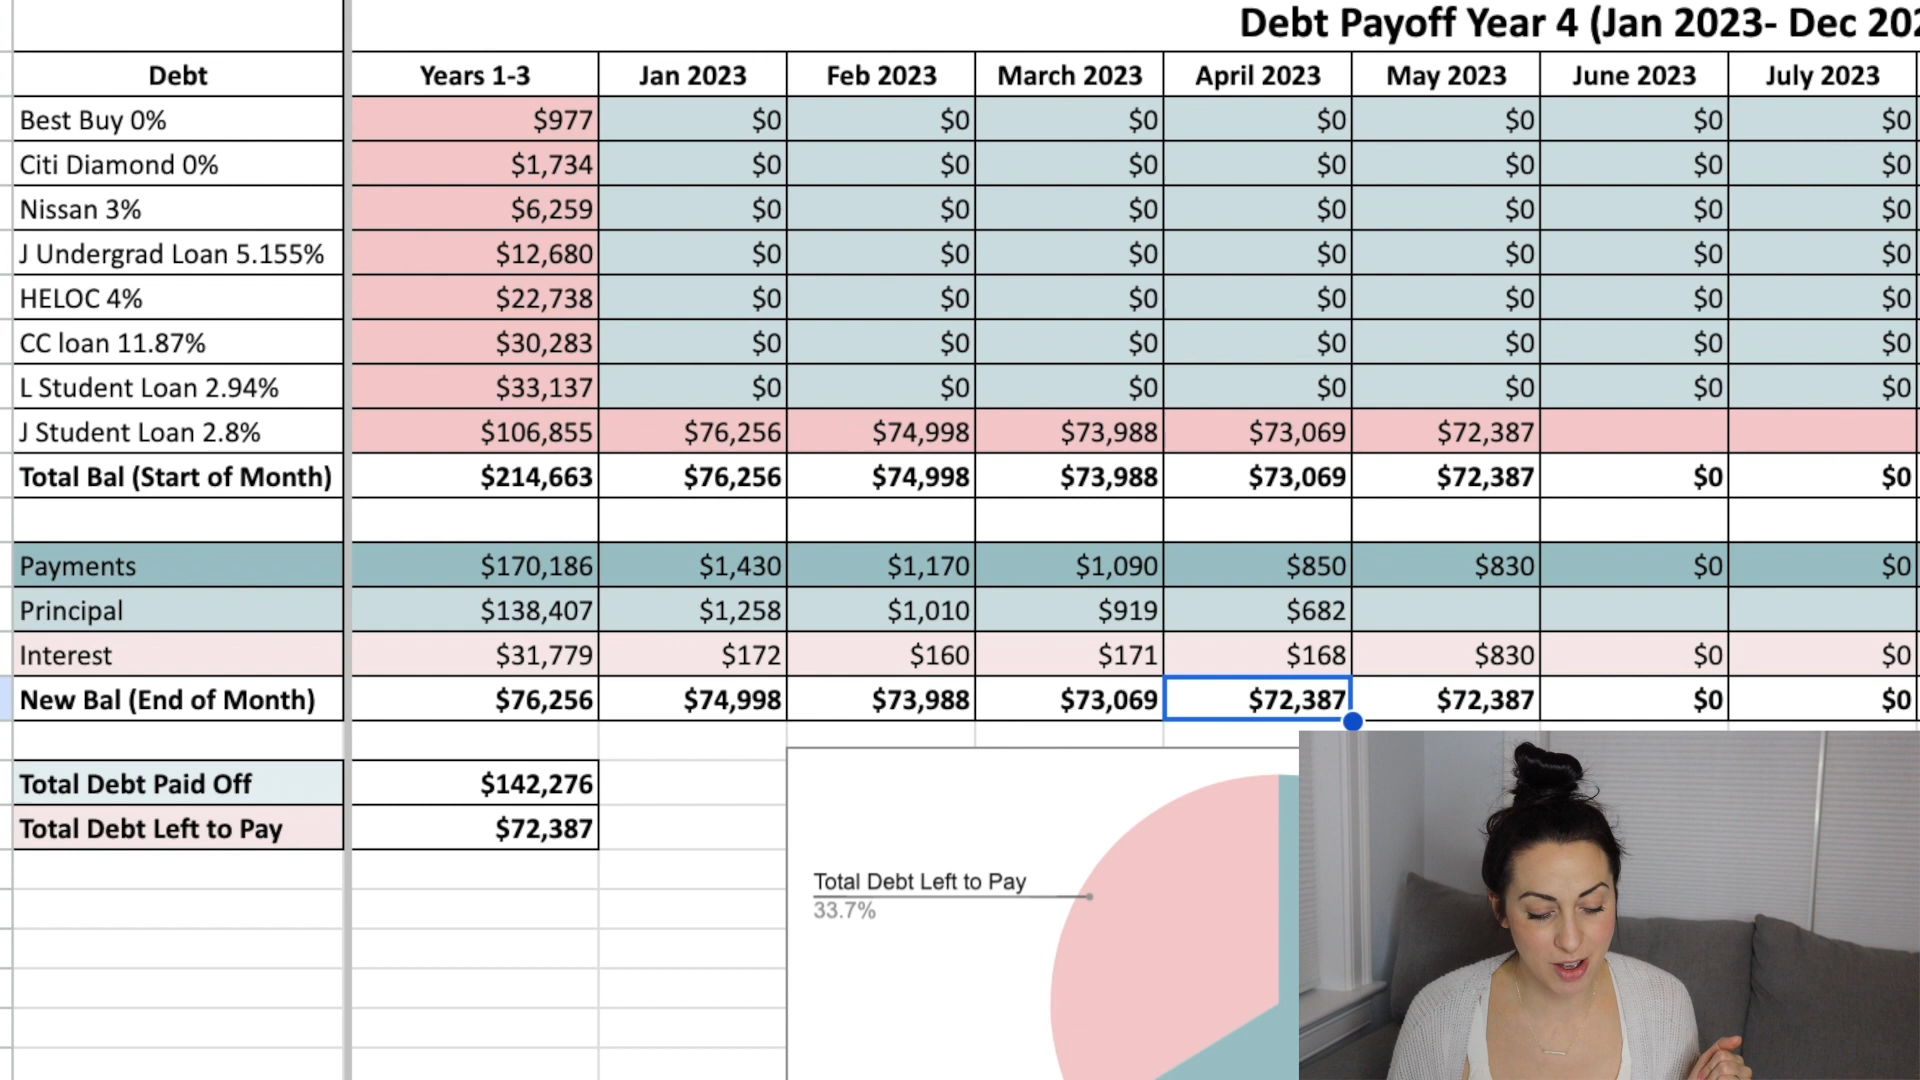 Debt Payoff Year 4 (Jan 2023- Dec 202
Debt Years 1-3 Jan 2023 Feb 2023 March 2023 April 2023 May 2023 June 2023 July 2023
Best Buy 0% $977 $0 $0 $0 $0 $0 $0 $0
Citi Diamond 0% $1,734 $0 $0 $0 $0 $0 $0 $0
Nissan 3% $6,259 $0 $0 $0 $0 $0 $0 $0
J Undergrad Loan 5.155% $12,680 $0 $0 $0 $0 $0 $0 $0
HELOC 4% $22,738 $0 $0 $0 $0 $0 $0 $0
CC loan 11.87% $30,283 $0 $0 $0 $0 $0 $0 $0
L Student Loan 2.94% $33,137 $0 $0 $0 $0 $0 $0 $0
J Student Loan 2.8% $106,855 $76,256 $74,998 $73,988 $73,069 $72,387
Total Bal (Start of Month) $214,663 $76,256 $74,998 $73,988 $73,069 $72,387 $0 $0
Payments $170,186 $1,430 $1,170 $1,090 $850 $830 $0 $0
Principal $138,407 $1,258 $1,010 $919 $682
Interest $31,779 $172 $160 $171 $168 $830 $0 $0
New Bal (End of Month) $76,256 $74,998 $73,988 $73,069 $72,387 $72,387 $0 $0
Total Debt Paid Off $142,276
Total Debt Left to Pay $72,387
Total Debt Left to Pay
33.7%